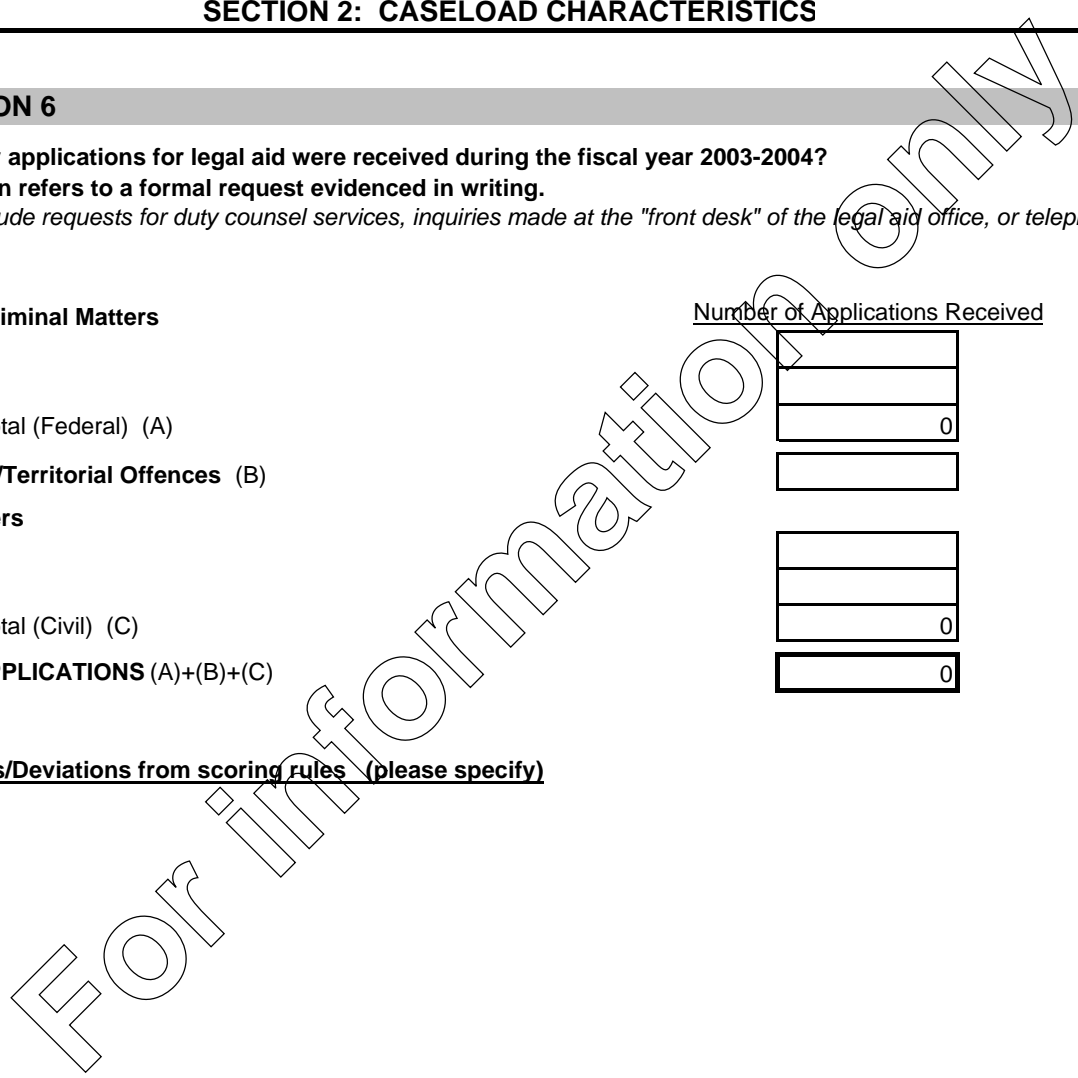 SECTION 2: CASELOAD CHARACTERISTICS
ON 6
applications for legal aid were received during the fiscal year 2003-2004?
n refers to a formal request evidenced in writing.
ude requests for duty counsel services, inquiries made at the "front desk" of the legal aid office, or telep
iminal Matters
Number of Applications Received
tal (Federal) (A) 0
/Territorial Offences (B)
rs
tal (Civil) (C) 0
PPLICATIONS (A)+(B)+(C) 0
s/Deviations from scoring rules (please specify)
For information only